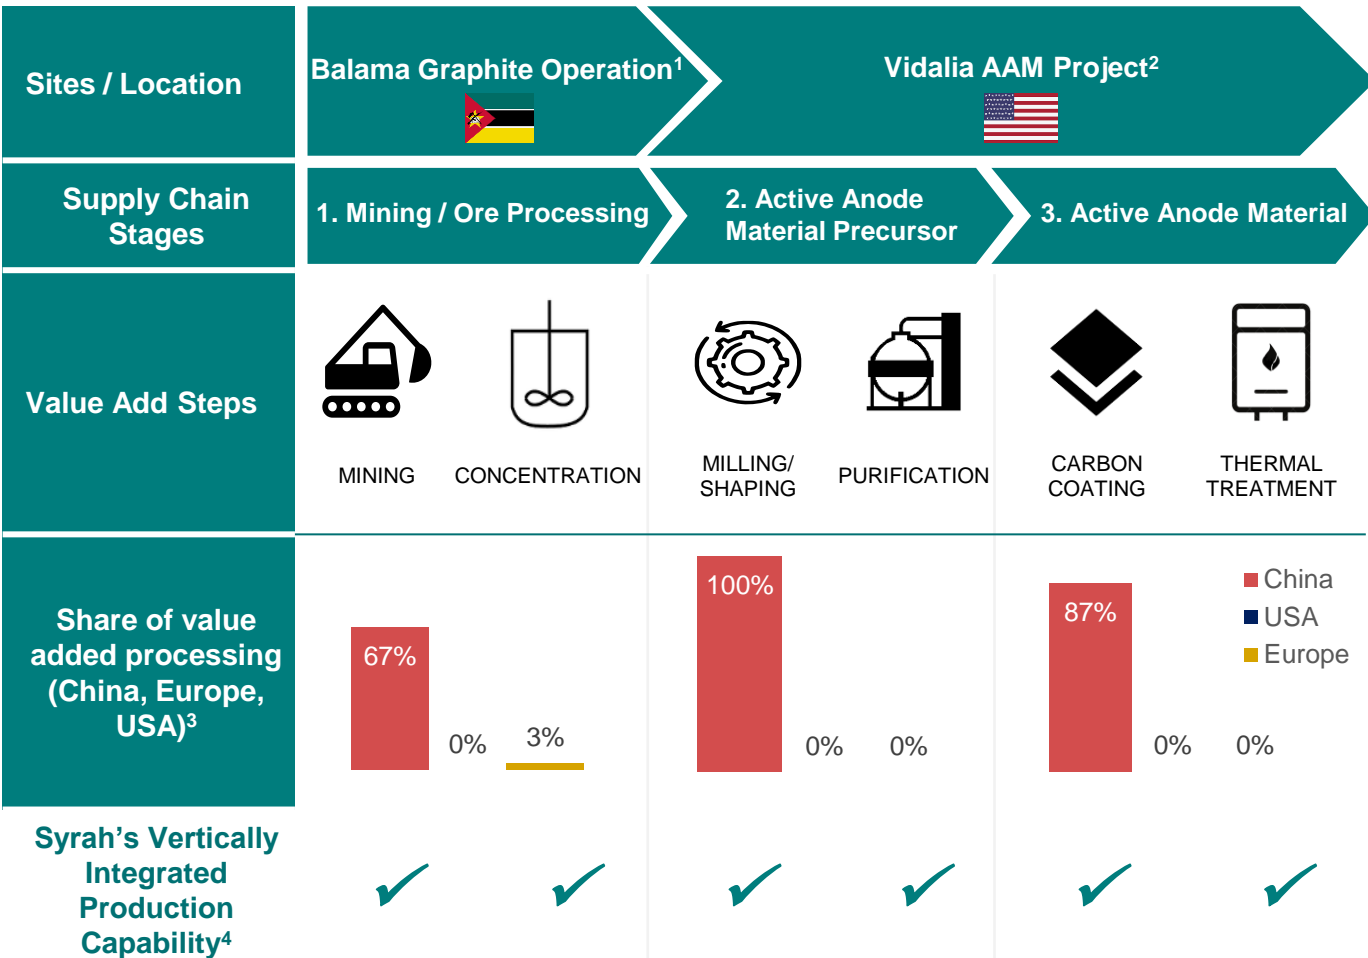 Sites / Location
Balama Graphite Operation¹
Vidalia AAM Project²
Supply Chain
Stages
1. Mining / Ore Processing
2. Active Anode
Material Precursor
3. Active Anode Material
Value Add Steps
MINING
CONCENTRATION
MILLING/
SHAPING
PURIFICATION
CARBON
COATING
THERMAL
TREATMENT
Share of value
added processing
(China, Europe,
USA)³
67%
0%
3%
100%
0%
0%
87%
0%
0%
China
USA
Europe
Syrah’s Vertically
Integrated
Production
Capability⁴